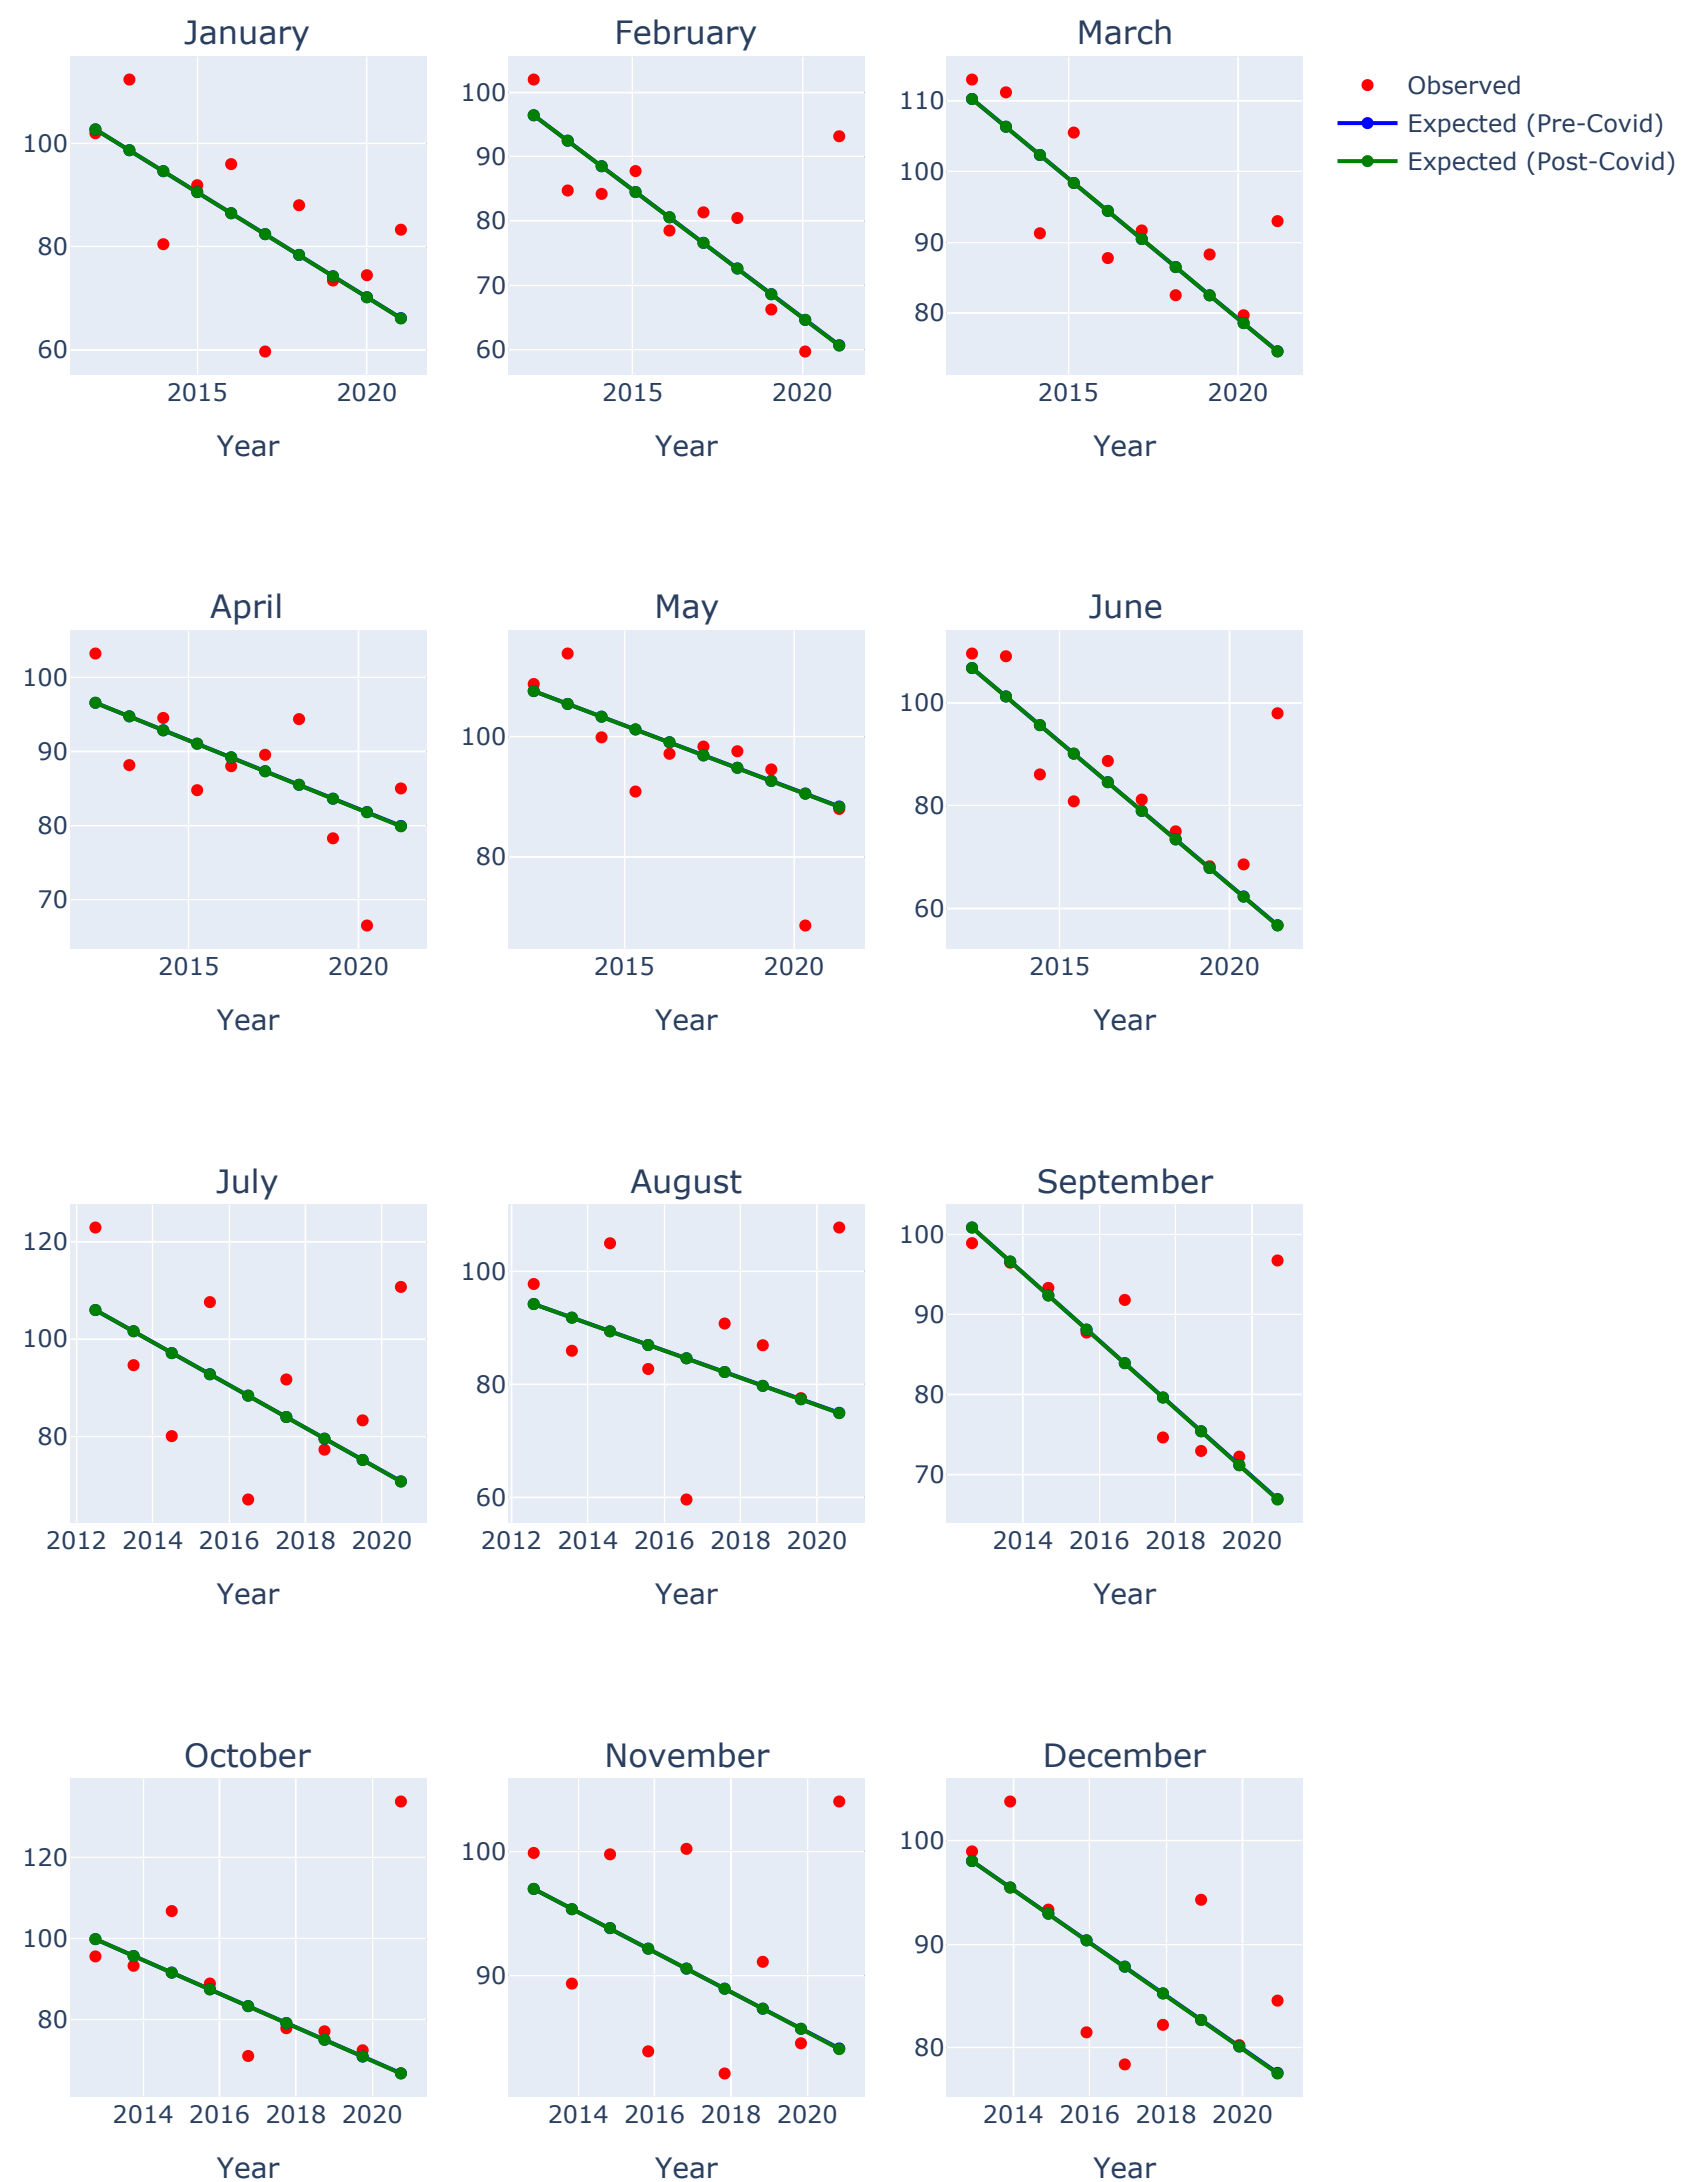 January February March
100
80
60
2015 2020
Year
100
90
80
70
60
2015 2020
Year
110
100
90
80
2015 2020
Year
Observed
Expected (Pre-Covid)
Expected (Post-Covid)
April May June
100
90
80
70
2015 2020
Year
100
80
2015 2020
Year
100
80
60
2015 2020
Year
July August September
120
100
80
2012 2014 2016 2018 2020
Year
100
80
60
2012 2014 2016 2018 2020
Year
100
90
80
70
2014 2016 2018 2020
Year
October November December
120
100
80
2014 2016 2018 2020
Year
100
90
2014 2016 2018 2020
Year
100
90
80
2014 2016 2018 2020
Year